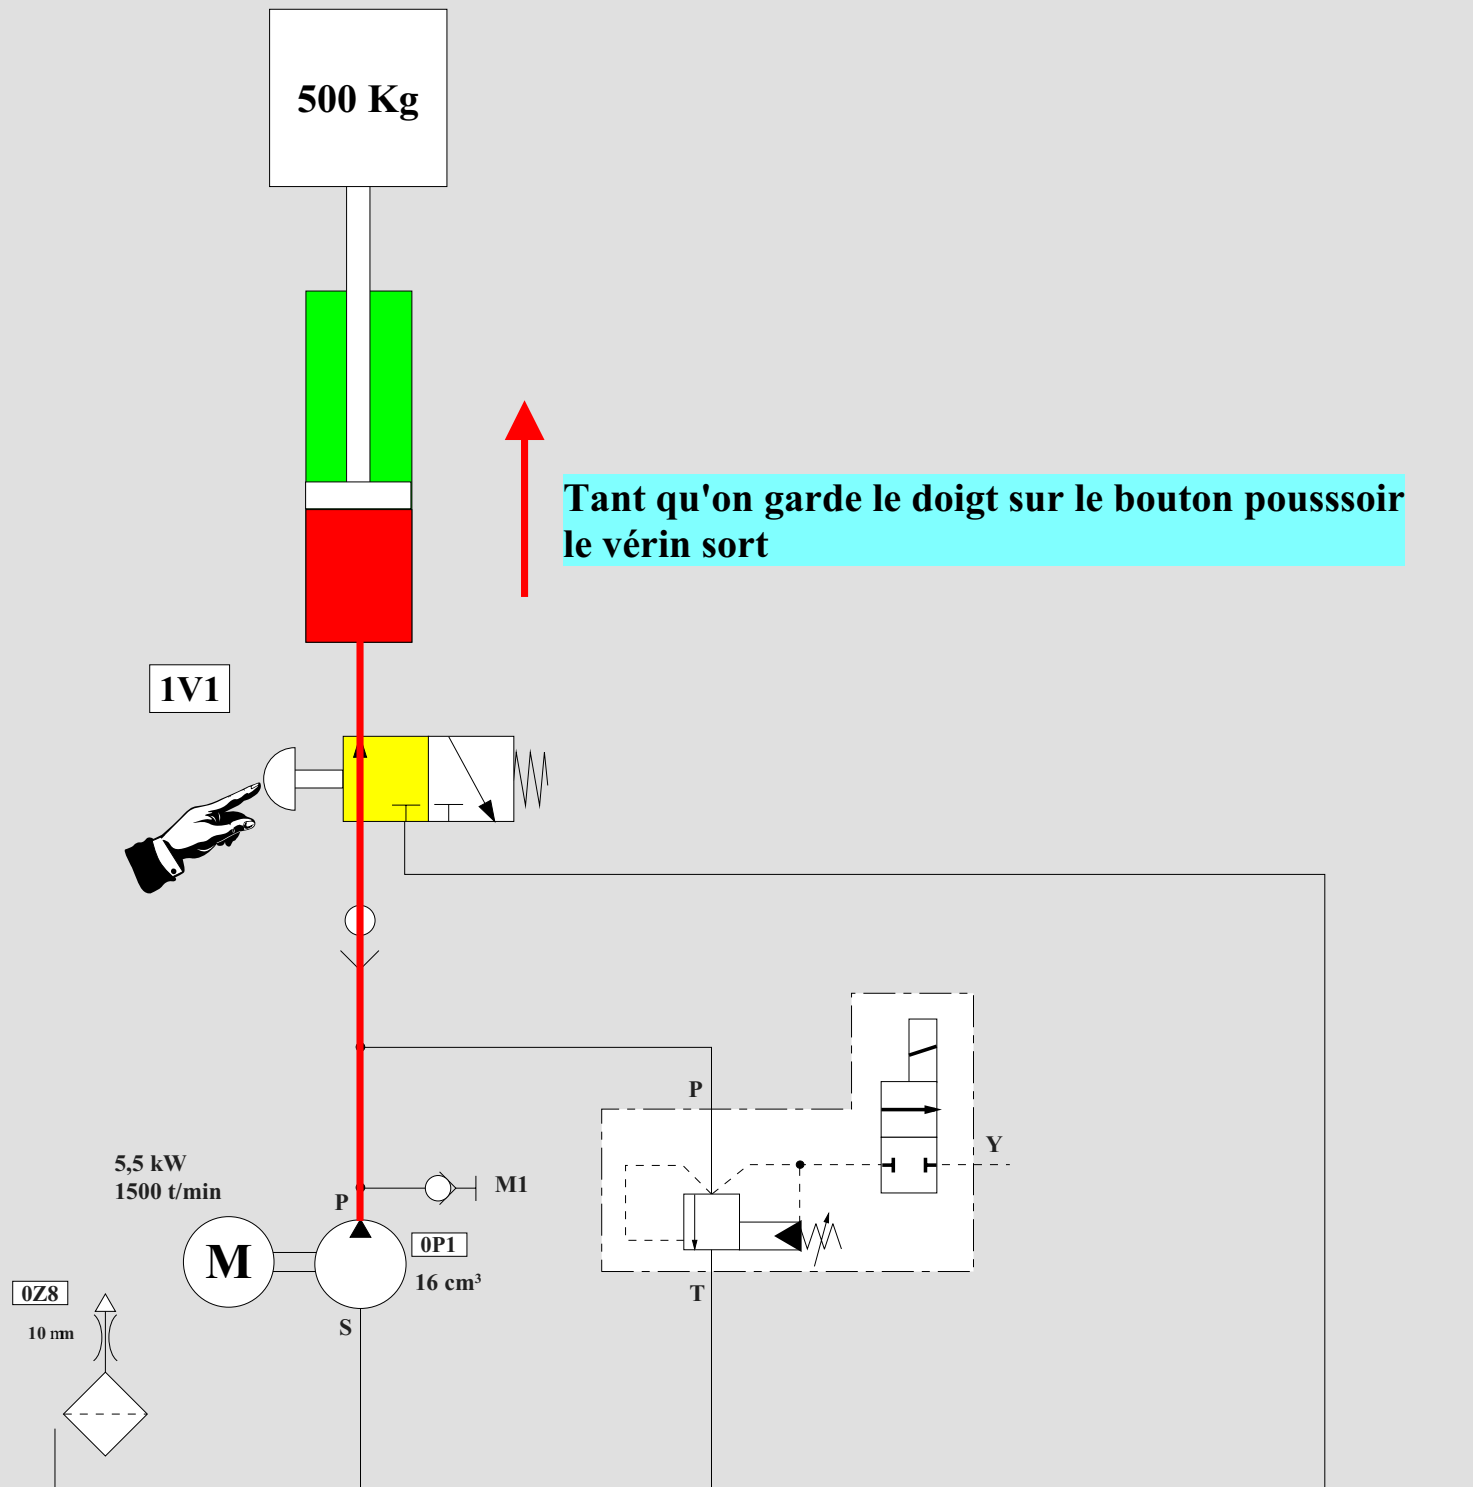 500 Kg
Tant qu'on garde le doigt sur le bouton pousssoir
le vérin sort
1V1
P
Y
5,5 kW
1500 t/min
P
M1
M
0P1
16 cm³
T
S
0Z8
10 nm